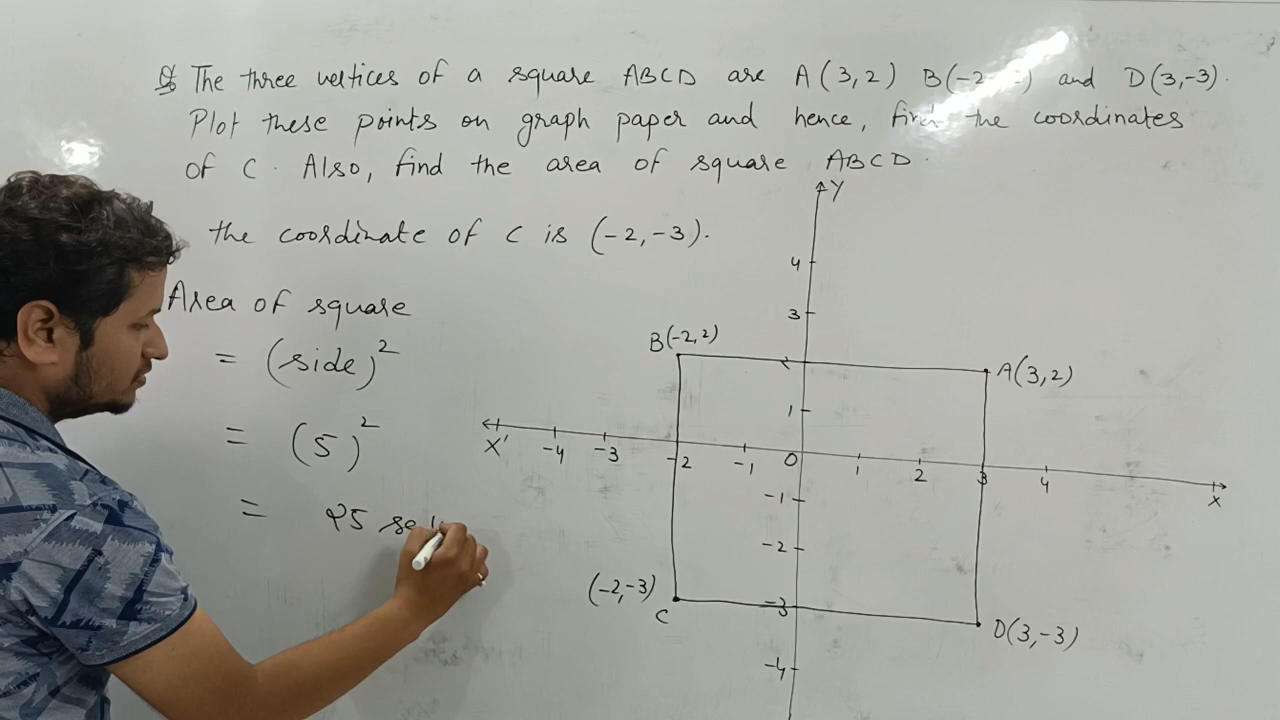 Q. The three vertices of a square ABCD are A(3,2) B(-2 and D(3,-3).
Plot these points on graph paper and hence, find the coordinates
of C. Also, find the area of square ABCD.
the coordinate of C is (-2,-3).
Area of square
= (side)²
= (5)²
= 25
Y
4
3
B(-2,2)
A(3,2)
1
X' -4 -3 -2 -1 O 1 2 3 4 X
-1
-2
(-2,-3)
C
-3
D(3,-3)
-4